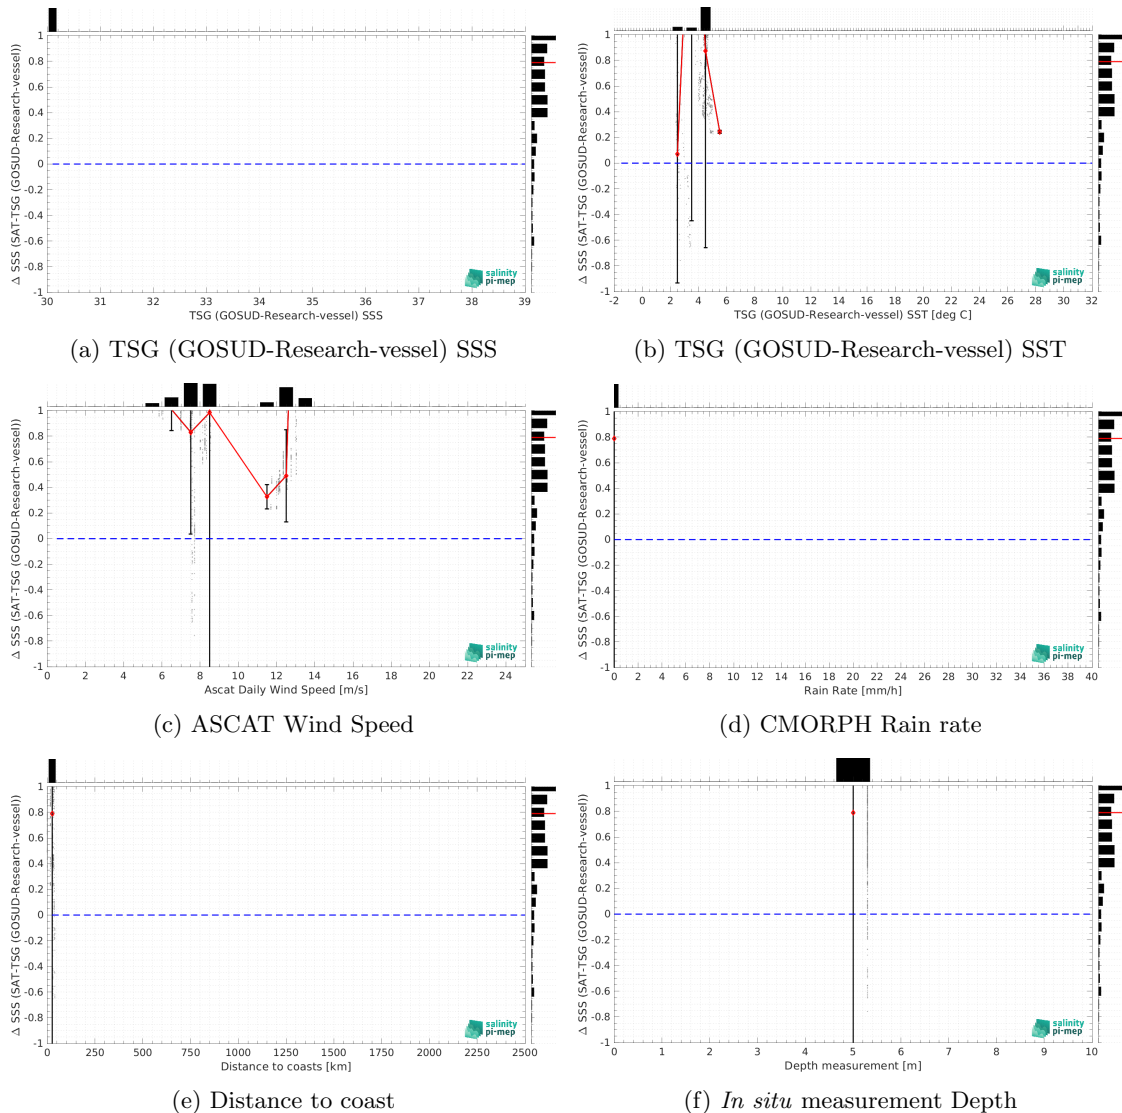 1
0.8
0.6
0.4
0.2
0
-0.2
-0.4
-0.6
-0.8
-1
Δ SSS (SAT-TSG (GOSUD-Research-vessel))
30 31 32 33 34 35 36 37 38 39
TSG (GOSUD-Research-vessel) SSS
salinity
pi-mep
(a) TSG (GOSUD-Research-vessel) SSS
1
0.8
0.6
0.4
0.2
0
-0.2
-0.4
-0.6
-0.8
-1
Δ SSS (SAT-TSG (GOSUD-Research-vessel))
-2 0 2 4 6 8 10 12 14 16 18 20 22 24 26 28 30 32
TSG (GOSUD-Research-vessel) SST [deg C]
salinity
pi-mep
(b) TSG (GOSUD-Research-vessel) SST
1
0.8
0.6
0.4
0.2
0
-0.2
-0.4
-0.6
-0.8
-1
Δ SSS (SAT-TSG (GOSUD-Research-vessel))
0 2 4 6 8 10 12 14 16 18 20 22 24
Ascat Daily Wind Speed [m/s]
salinity
pi-mep
(c) ASCAT Wind Speed
1
0.8
0.6
0.4
0.2
0
-0.2
-0.4
-0.6
-0.8
-1
Δ SSS (SAT-TSG (GOSUD-Research-vessel))
0 2 4 6 8 10 12 14 16 18 20 22 24 26 28 30 32 34 36 38 40
Rain Rate [mm/h]
salinity
pi-mep
(d) CMORPH Rain rate
1
0.8
0.6
0.4
0.2
0
-0.2
-0.4
-0.6
-0.8
-1
Δ SSS (SAT-TSG (GOSUD-Research-vessel))
0 250 500 750 1000 1250 1500 1750 2000 2250 2500
Distance to coasts [km]
salinity
pi-mep
(e) Distance to coast
1
0.8
0.6
0.4
0.2
0
-0.2
-0.4
-0.6
-0.8
-1
Δ SSS (SAT-TSG (GOSUD-Research-vessel))
0 1 2 3 4 5 6 7 8 9 10
Depth measurement [m]
salinity
pi-mep
(f) In situ measurement Depth